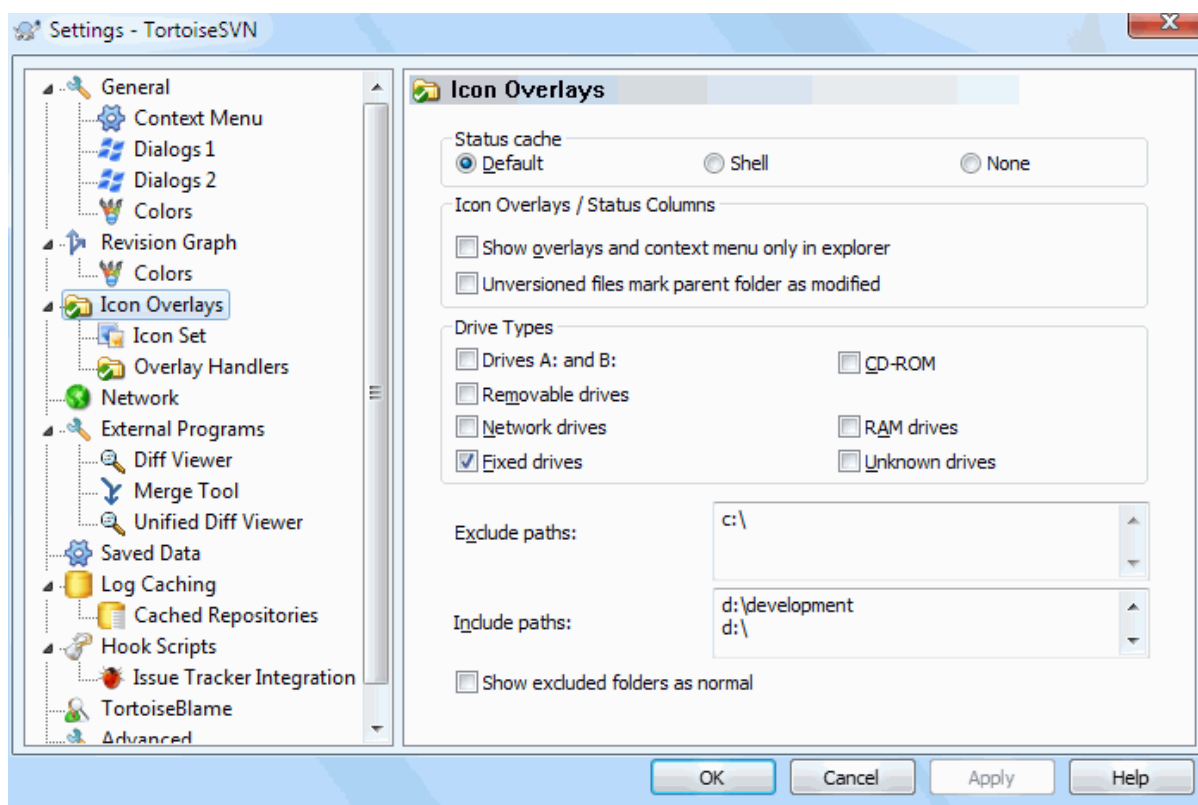 Settings - TortoiseSVN
General
Context Menu
Dialogs 1
Dialogs 2
Colors
Revision Graph
Colors
Icon Overlays
Icon Set
Overlay Handlers
Network
External Programs
Diff Viewer
Merge Tool
Unified Diff Viewer
Saved Data
Log Caching
Cached Repositories
Hook Scripts
Issue Tracker Integration
TortoiseBlame
Advanced
Icon Overlays
Status cache
Default Shell None
Icon Overlays / Status Columns
Show overlays and context menu only in explorer
Unversioned files mark parent folder as modified
Drive Types
Drives A: and B: CD-ROM
Removable drives
Network drives RAM drives
Fixed drives Unknown drives
Exclude paths: c:\
Include paths: d:\development
d:\
Show excluded folders as normal
OK Cancel Apply Help